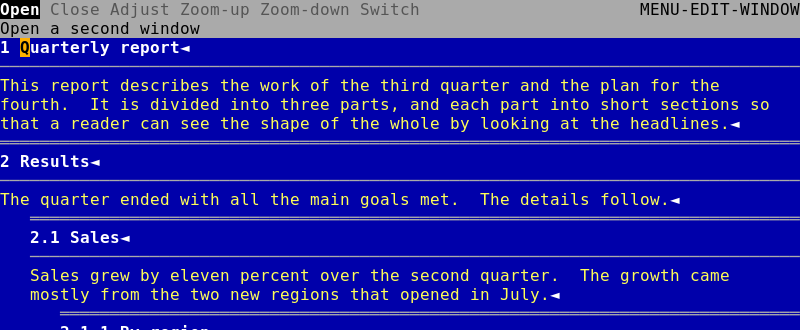 Open Close Adjust Zoom-up Zoom-down Switch MENU-EDIT-WINDOW
Open a second window
1 Quarterly report◄
This report describes the work of the third quarter and the plan for the
fourth.  It is divided into three parts, and each part into short sections so
that a reader can see the shape of the whole by looking at the headlines.◄
2 Results◄
The quarter ended with all the main goals met.  The details follow.◄
2.1 Sales◄
Sales grew by eleven percent over the second quarter.  The growth came
mostly from the two new regions that opened in July.◄
2.1.1 By region